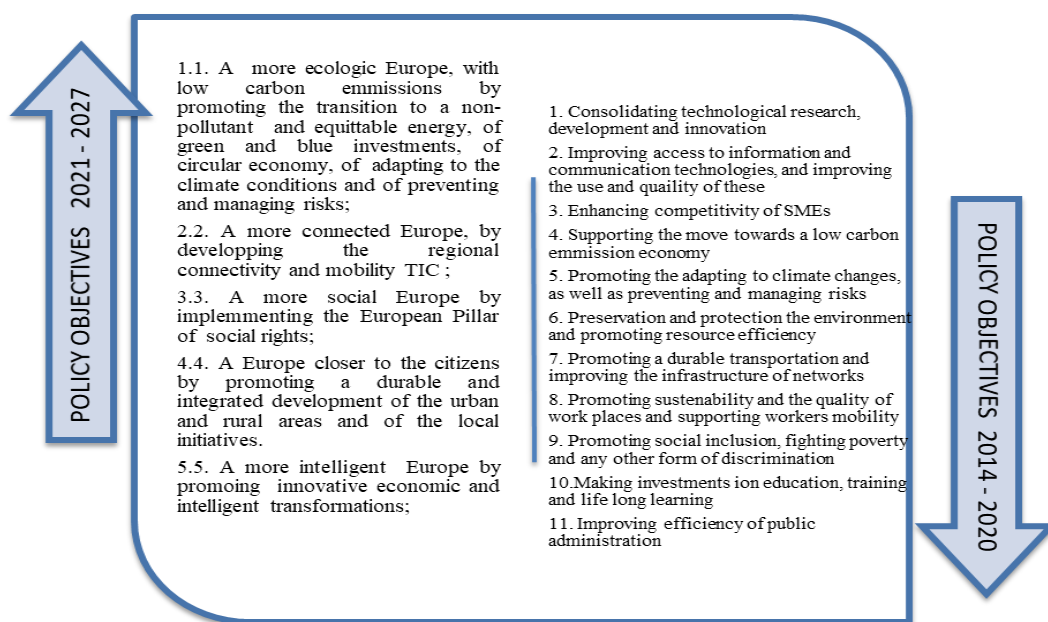 POLICY OBJECTIVES 2021 - 2027
1.1. A more ecologic Europe, with
low carbon emmissions by
promoting the transition to a non-
pollutant and equittable energy, of
green and blue investments, of
circular economy, of adapting to the
climate conditions and of preventing
and managing risks;
2.2. A more connected Europe, by
developping the regional
connectivity and mobility TIC ;
3.3. A more social Europe by
implemmenting the European Pillar
of social rights;
4.4. A Europe closer to the citizens
by promoting a durable and
integrated development of the urban
and rural areas and of the local
initiatives.
5.5. A more intelligent Europe by
promoing innovative economic and
intelligent transformations;
1. Consolidating technological research,
development and innovation
2. Improving access to information and
communication technologies, and improving
the use and quaility of these
3. Enhancing competitivity of SMEs
4. Supporting the move towards a low carbon
emmission economy
5. Promoting the adapting to climate changes,
as well as preventing and managing risks
6. Preservation and protection the environment
and promoting resource efficiency
7. Promoting a durable transportation and
improving the infrastructure of networks
8. Promoting sustenability and the quality of
work places and supporting workers mobility
9. Promoting social inclusion, fighting poverty
and any other form of discrimination
10.Making investments ion education, training
and life long learning
11. Improving efficiency of public
administration
POLICY OBJECTIVES 2014 - 2020